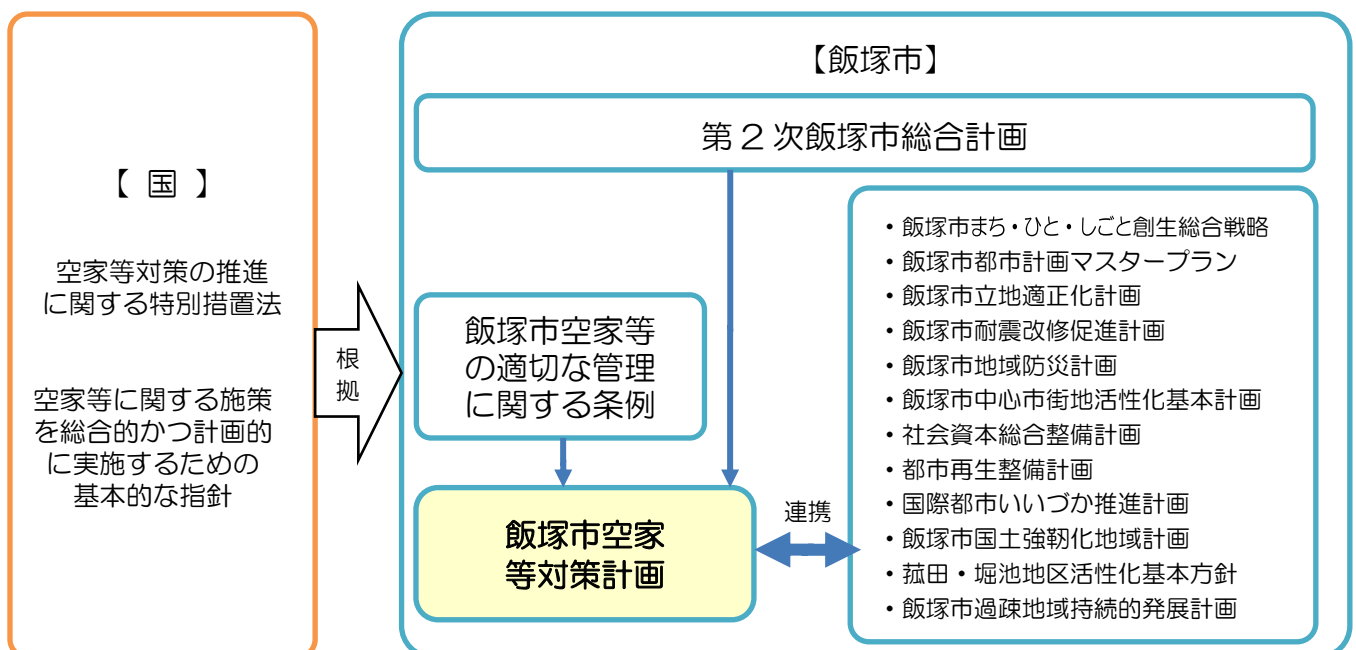 【 国 】
空家等対策の推進
に関する特別措置法
空家等に関する施策
を総合的かつ計画的
に実施するための
基本的な指針
根
拠
【飯塚市】
第２次飯塚市総合計画
飯塚市空家等
の適切な管理
に関する条例
飯塚市空家
等対策計画
連携
・飯塚市まち・ひと・しごと創生総合戦略
・飯塚市都市計画マスタープラン
・飯塚市立地適正化計画
・飯塚市耐震改修促進計画
・飯塚市地域防災計画
・飯塚市中心市街地活性化基本計画
・社会資本総合整備計画
・都市再生整備計画
・国際都市いいづか推進計画
・飯塚市国土強靭化地域計画
・菰田・堀池地区活性化基本方針
・飯塚市過疎地域持続的発展計画